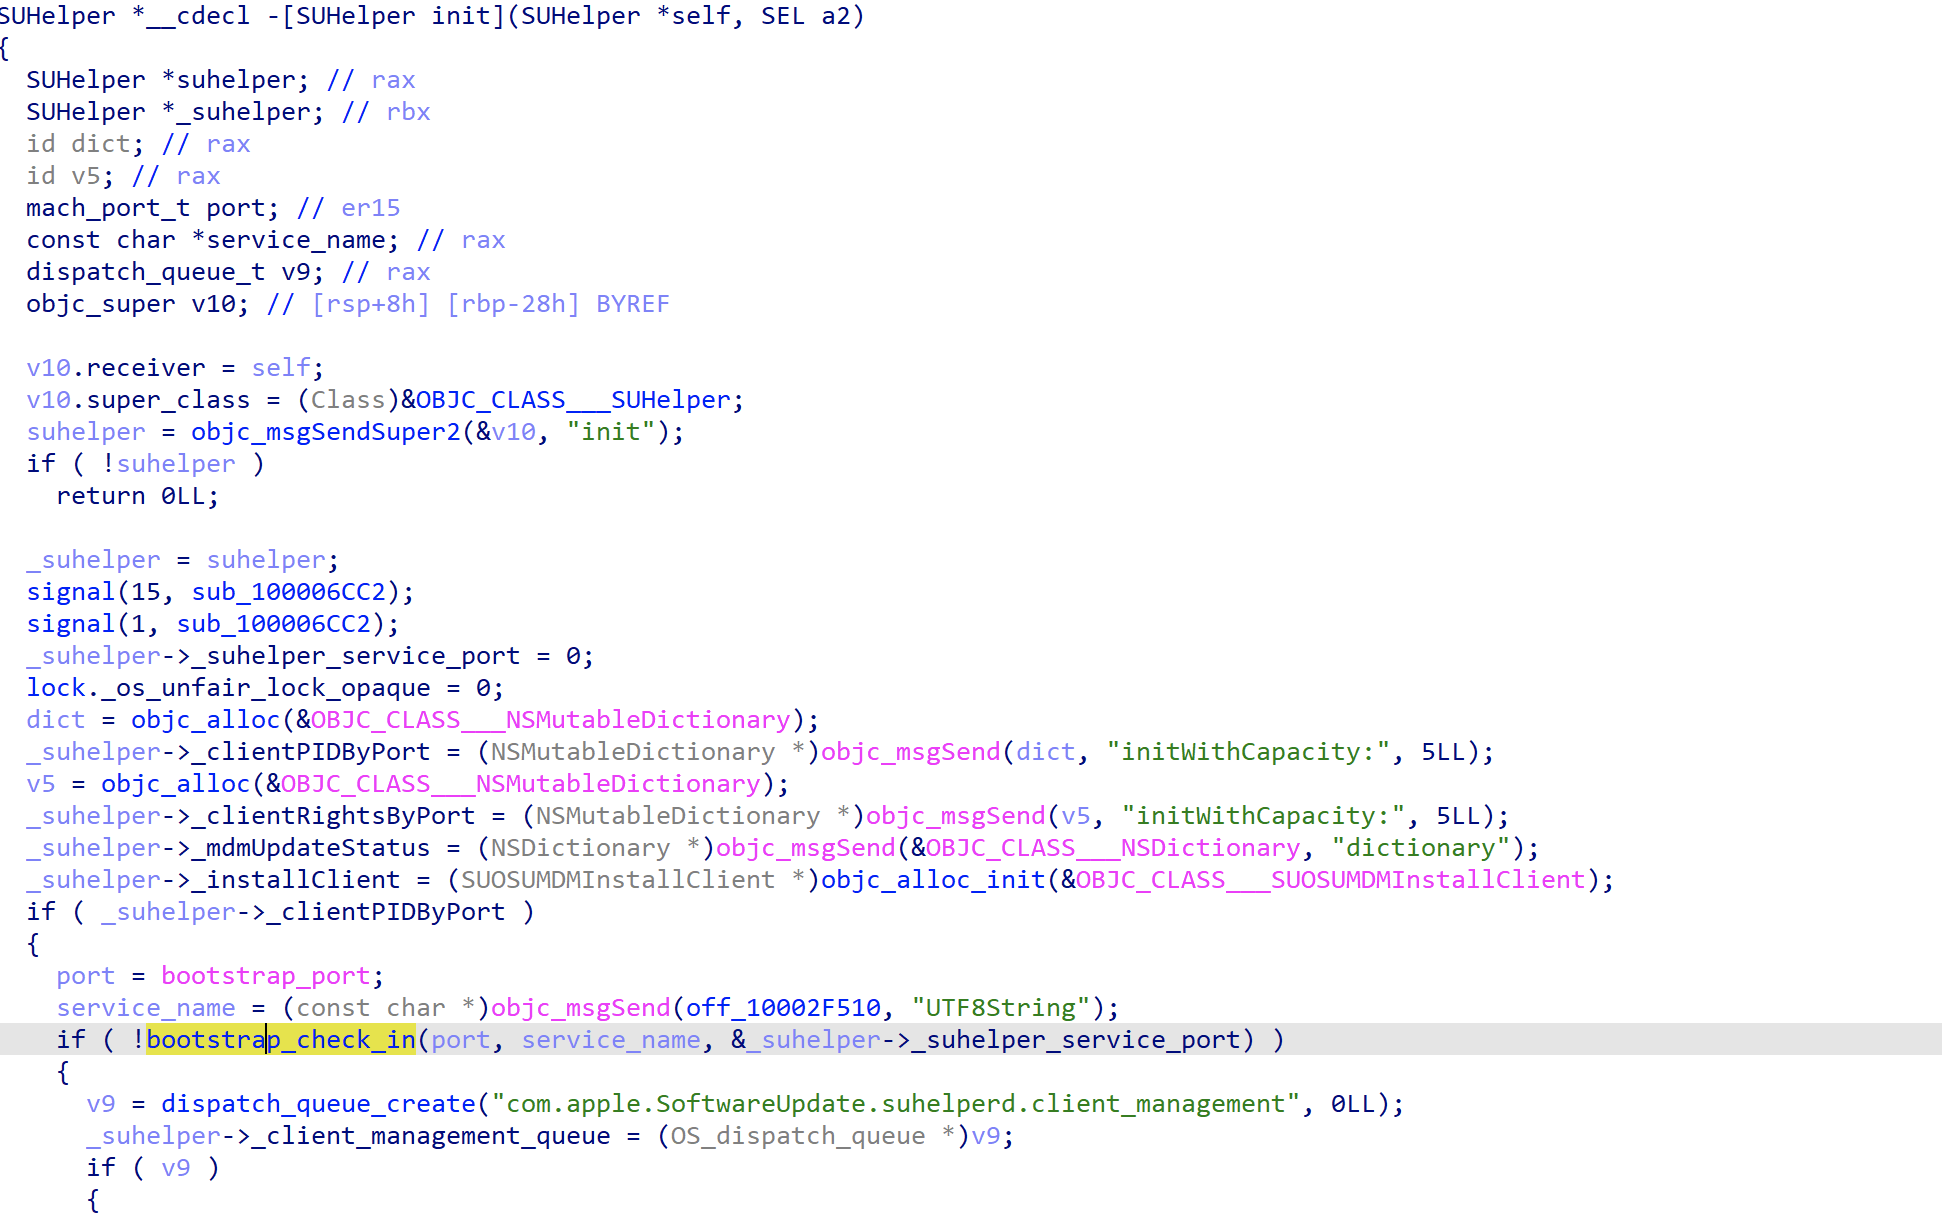 SUHelper *__cdecl -[SUHelper init](SUHelper *self, SEL a2)
{
  SUHelper *suhelper; // rax
  SUHelper *_suhelper; // rbx
  id dict; // rax
  id v5; // rax
  mach_port_t port; // er15
  const char *service_name; // rax
  dispatch_queue_t v9; // rax
  objc_super v10; // [rsp+8h] [rbp-28h] BYREF

  v10.receiver = self;
  v10.super_class = (Class)&OBJC_CLASS___SUHelper;
  suhelper = objc_msgSendSuper2(&v10, "init");
  if ( !suhelper )
    return 0LL;

  _suhelper = suhelper;
  signal(15, sub_100006CC2);
  signal(1, sub_100006CC2);
  _suhelper->_suhelper_service_port = 0;
  lock._os_unfair_lock_opaque = 0;
  dict = objc_alloc(&OBJC_CLASS___NSMutableDictionary);
  _suhelper->_clientPIDByPort = (NSMutableDictionary *)objc_msgSend(dict, "initWithCapacity:", 5LL);
  v5 = objc_alloc(&OBJC_CLASS___NSMutableDictionary);
  _suhelper->_clientRightsByPort = (NSMutableDictionary *)objc_msgSend(v5, "initWithCapacity:", 5LL);
  _suhelper->_mdmUpdateStatus = (NSDictionary *)objc_msgSend(&OBJC_CLASS___NSDictionary, "dictionary");
  _suhelper->_installClient = (SUOSUMDMInstallClient *)objc_alloc_init(&OBJC_CLASS___SUOSUMDMInstallClient);
  if ( _suhelper->_clientPIDByPort )
  {
    port = bootstrap_port;
    service_name = (const char *)objc_msgSend(off_10002F510, "UTF8String");
    if ( !bootstrap_check_in(port, service_name, &_suhelper->_suhelper_service_port) )
    {
      v9 = dispatch_queue_create("com.apple.SoftwareUpdate.suhelperd.client_management", 0LL);
      _suhelper->_client_management_queue = (OS_dispatch_queue *)v9;
      if ( v9 )
      {